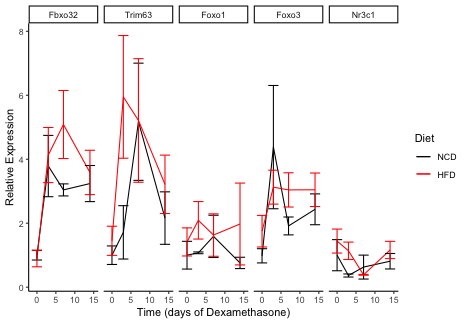 Fbxo32 Trim63 Foxo1 Foxo3 Nr3c1
8
6
4
2
0
Relative Expression
0 5 10 15 0 5 10 15 0 5 10 15 0 5 10 15 0 5 10 15
Time (days of Dexamethasone)
Diet
NCD
HFD